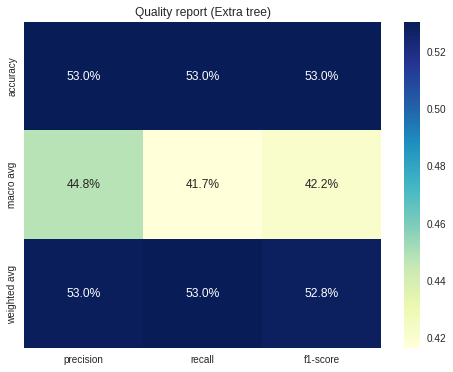 Quality report (Extra tree)
accuracy
53.0% 53.0% 53.0%
macro avg
44.8% 41.7% 42.2%
weighted avg
53.0% 53.0% 52.8%
precision recall f1-score
0.52
0.50
0.48
0.46
0.44
0.42